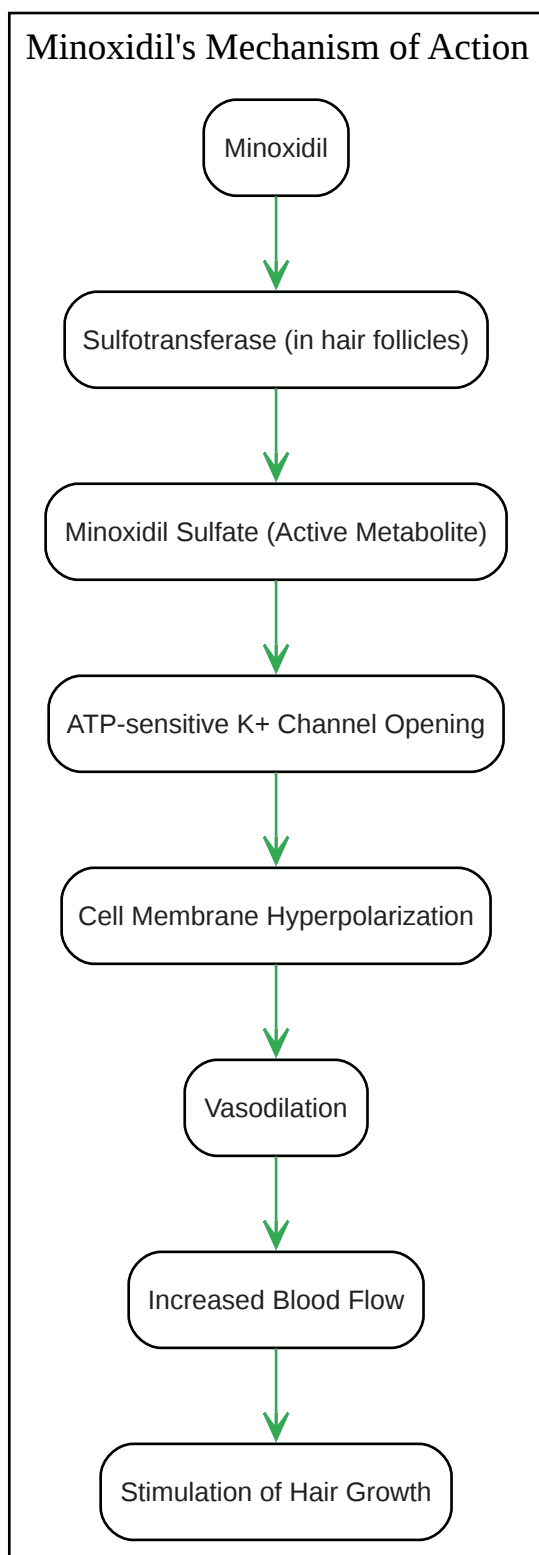 Minoxidil's Mechanism of Action
Minoxidil
Sulfotransferase (in hair follicles)
Minoxidil Sulfate (Active Metabolite)
ATP-sensitive K+ Channel Opening
Cell Membrane Hyperpolarization
Vasodilation
Increased Blood Flow
Stimulation of Hair Growth